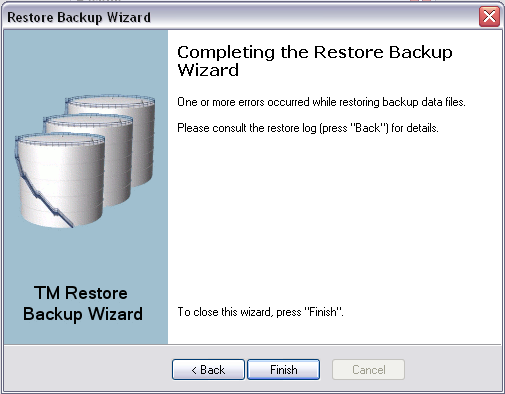 Restore Backup Wizard
Completing the Restore Backup
Wizard
One or more errors occurred while restoring backup data files.
Please consult the restore log (press "Back") for details.
TM Restore
Backup Wizard
To close this wizard, press "Finish".
< Back
Finish
Cancel